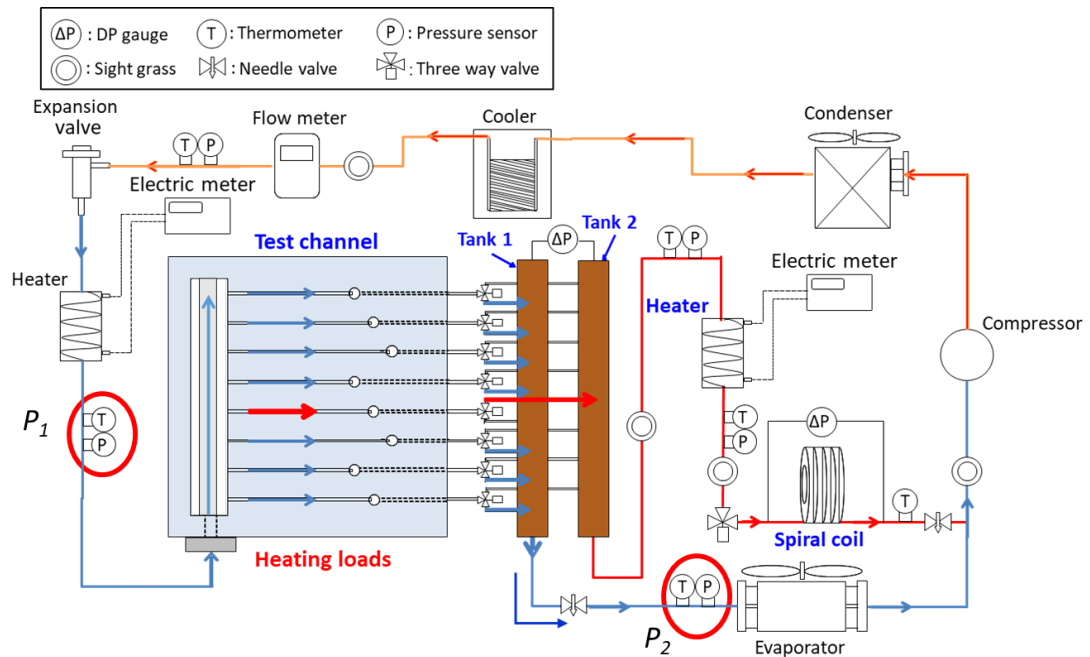 ΔP : DP gauge T : Thermometer P : Pressure sensor
: Sight grass : Needle valve : Three way valve
Expansion
valve
T P
Flow meter
Cooler
Condenser
Electric meter
Test channel
Tank 1
ΔP
Tank 2
T P
Electric meter
Heater
Heater
Compressor
P1
T
P
T
P
ΔP
T
Spiral coil
Heating loads
T P
P2
Evaporator